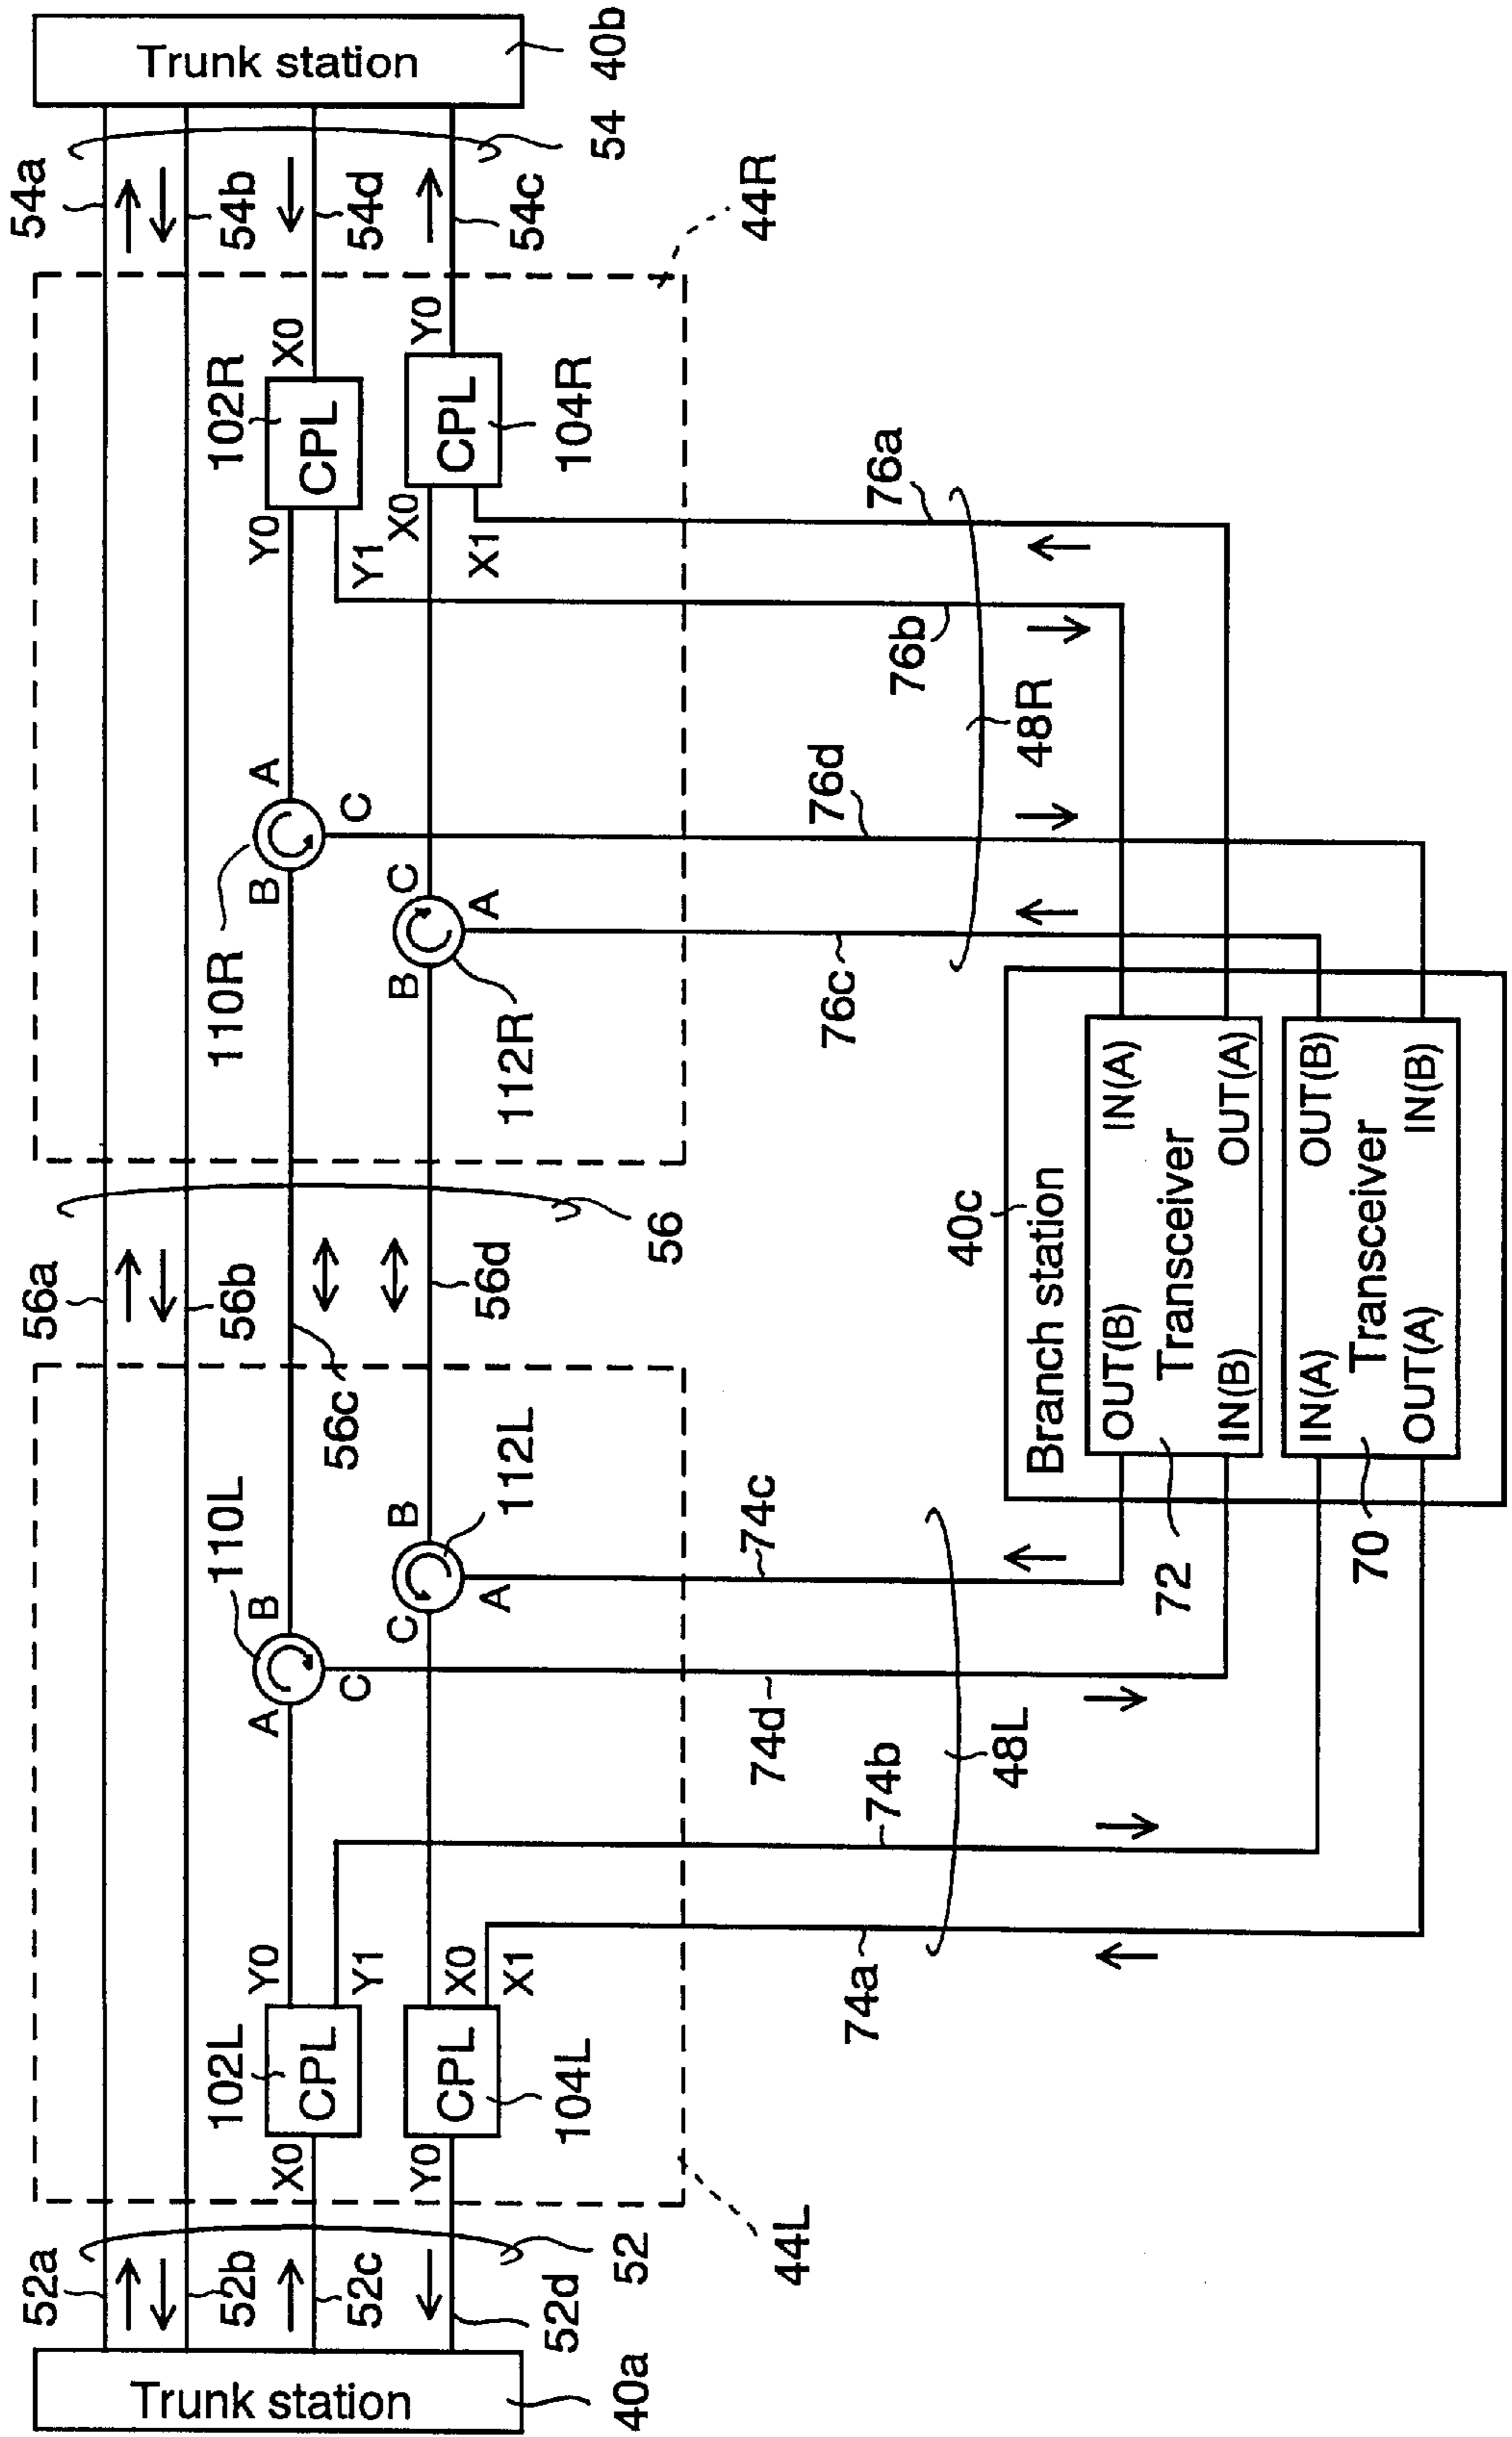 Trunk station
40a
52a
52b
52c
52d
52
44L
102L
CPL
X0
Y0
Y1
104L
CPL
Y0
X0
X1
110L
A
B
C
112L
C
B
A
56a
56b
56c
56d
56
110R
B
A
C
112R
B
C
A
102R
CPL
Y0
Y1
X0
104R
CPL
X0
X1
Y0
44R
54a
54b
54d
54c
54
Trunk station
40b
74a
74b
74d
74c
48L
76c
76d
76b
76a
48R
40c
Branch station
OUT(B)
IN(A)
Transceiver
IN(B)
OUT(A)
72
IN(A)
OUT(B)
Transceiver
OUT(A)
IN(B)
70